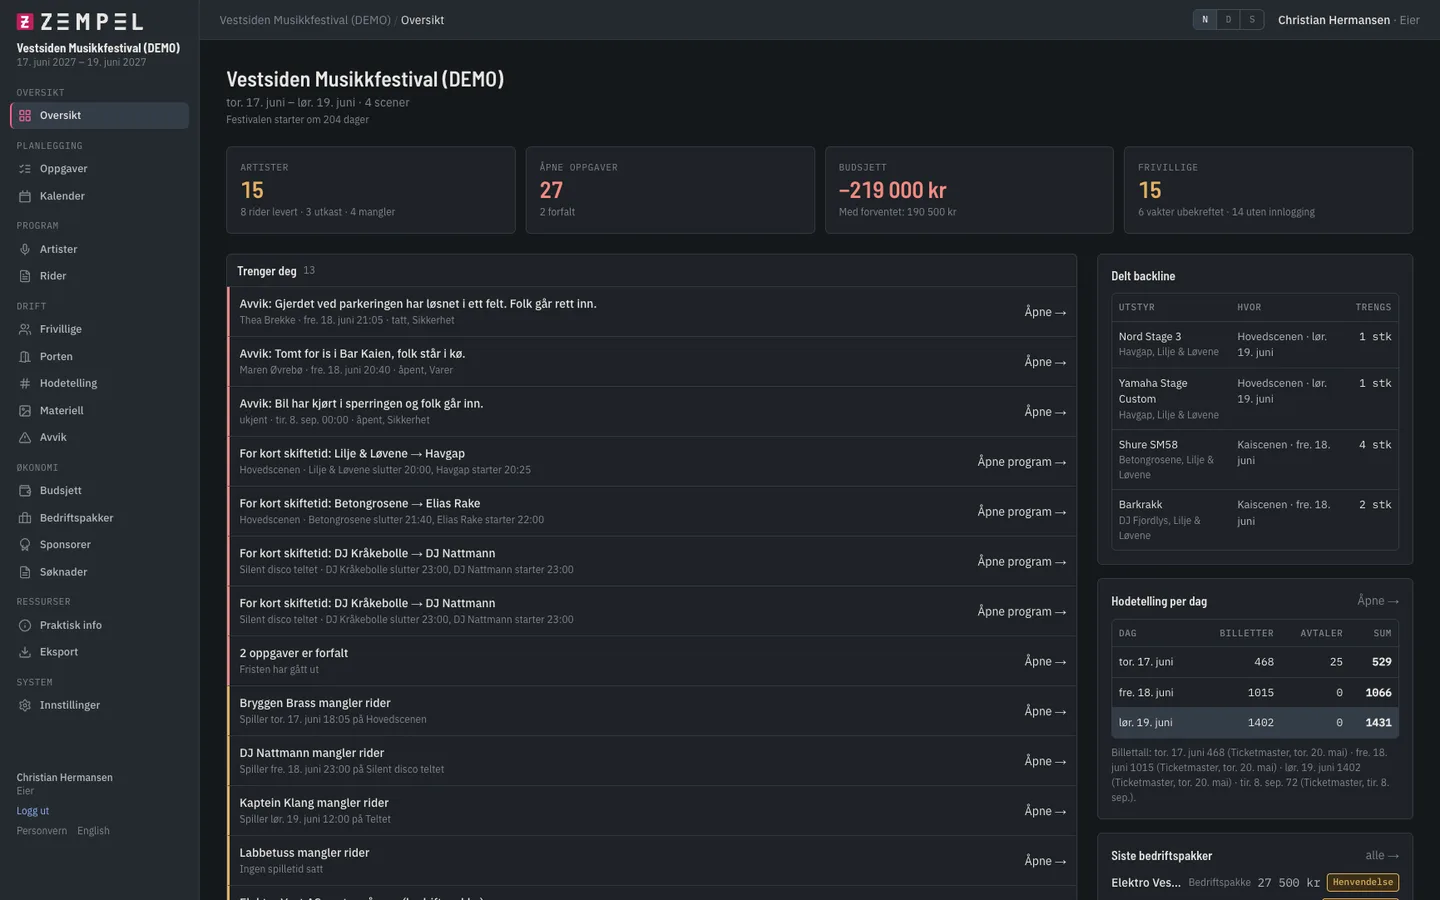 ZEMPEL
Vestsiden Musikkfestival (DEMO)
17. juni 2027 – 19. juni 2027
OVERSIKT
Oversikt
PLANLEGGING
Oppgaver
Kalender
PROGRAM
Artister
Rider
DRIFT
Frivillige
Porten
Hodetelling
Materiell
Avvik
ØKONOMI
Budsjett
Bedriftspakker
Sponsorer
Søknader
RESSURSER
Praktisk info
Eksport
SYSTEM
Innstillinger
Christian Hermansen
Eier
Logg ut
Personvern English
Vestsiden Musikkfestival (DEMO) / Oversikt
N D S Christian Hermansen · Eier
Vestsiden Musikkfestival (DEMO)
tor. 17. juni – lør. 19. juni · 4 scener
Festivalen starter om 204 dager
ARTISTER
15
8 rider levert · 3 utkast · 4 mangler
ÅPNE OPPGAVER
27
2 forfalt
BUDSJETT
−219 000 kr
Med forventet: 190 500 kr
FRIVILLIGE
15
6 vakter ubekreftet · 14 uten innlogging
Trenger deg 13
Avvik: Gjerdet ved parkeringen har løsnet i ett felt. Folk går rett inn.
Thea Brekke · fre. 18. juni 21:05 · tatt, Sikkerhet
Åpne →
Avvik: Tomt for is i Bar Kaien, folk står i kø.
Maren Øvrebø · fre. 18. juni 20:40 · åpent, Varer
Åpne →
Avvik: Bil har kjørt i sperringen og folk går inn.
ukjent · tir. 8. sep. 00:00 · åpent, Sikkerhet
Åpne →
For kort skiftetid: Lilje & Løvene → Havgap
Hovedscenen · Lilje & Løvene slutter 20:00, Havgap starter 20:25
Åpne program →
For kort skiftetid: Betongrosene → Elias Rake
Hovedscenen · Betongrosene slutter 21:40, Elias Rake starter 22:00
Åpne program →
For kort skiftetid: DJ Kråkebolle → DJ Nattmann
Silent disco teltet · DJ Kråkebolle slutter 23:00, DJ Nattmann starter 23:00
Åpne program →
For kort skiftetid: DJ Kråkebolle → DJ Nattmann
Silent disco teltet · DJ Kråkebolle slutter 23:00, DJ Nattmann starter 23:00
Åpne program →
2 oppgaver er forfalt
Fristen har gått ut
Åpne →
Bryggen Brass mangler rider
Spiller tor. 17. juni 18:05 på Hovedscenen
Åpne →
DJ Nattmann mangler rider
Spiller fre. 18. juni 23:00 på Silent disco teltet
Åpne →
Kaptein Klang mangler rider
Spiller lør. 19. juni 12:00 på Teltet
Åpne →
Labbetuss mangler rider
Ingen spilletid satt
Åpne →
Delt backline
UTSTYR HVOR TRENGS
Nord Stage 3
Havgap, Lilje & Løvene
Hovedscenen · lør.
19. juni
1 stk
Yamaha Stage
Custom
Havgap, Lilje & Løvene
Hovedscenen · lør.
19. juni
1 stk
Shure SM58
Betongrosene, Lilje &
Løvene
Kaiscenen · fre. 18.
juni
4 stk
Barkrakk
DJ Fjordlys, Lilje &
Løvene
Kaiscenen · fre. 18.
juni
2 stk
Hodetelling per dag Åpne →
DAG BILLETTER AVTALER SUM
tor. 17. juni 468 25 529
fre. 18. juni 1015 0 1066
lør. 19. juni 1402 0 1431
Billettall: tor. 17. juni 468 (Ticketmaster, tor. 20. mai) · fre. 18.
juni 1015 (Ticketmaster, tor. 20. mai) · lør. 19. juni 1402
(Ticketmaster, tor. 20. mai) · tir. 8. sep. 72 (Ticketmaster, tir. 8.
sep.).
Siste bedriftspakker alle →
Elektro Ves... Bedriftspakke 27 500 kr Henvendelse